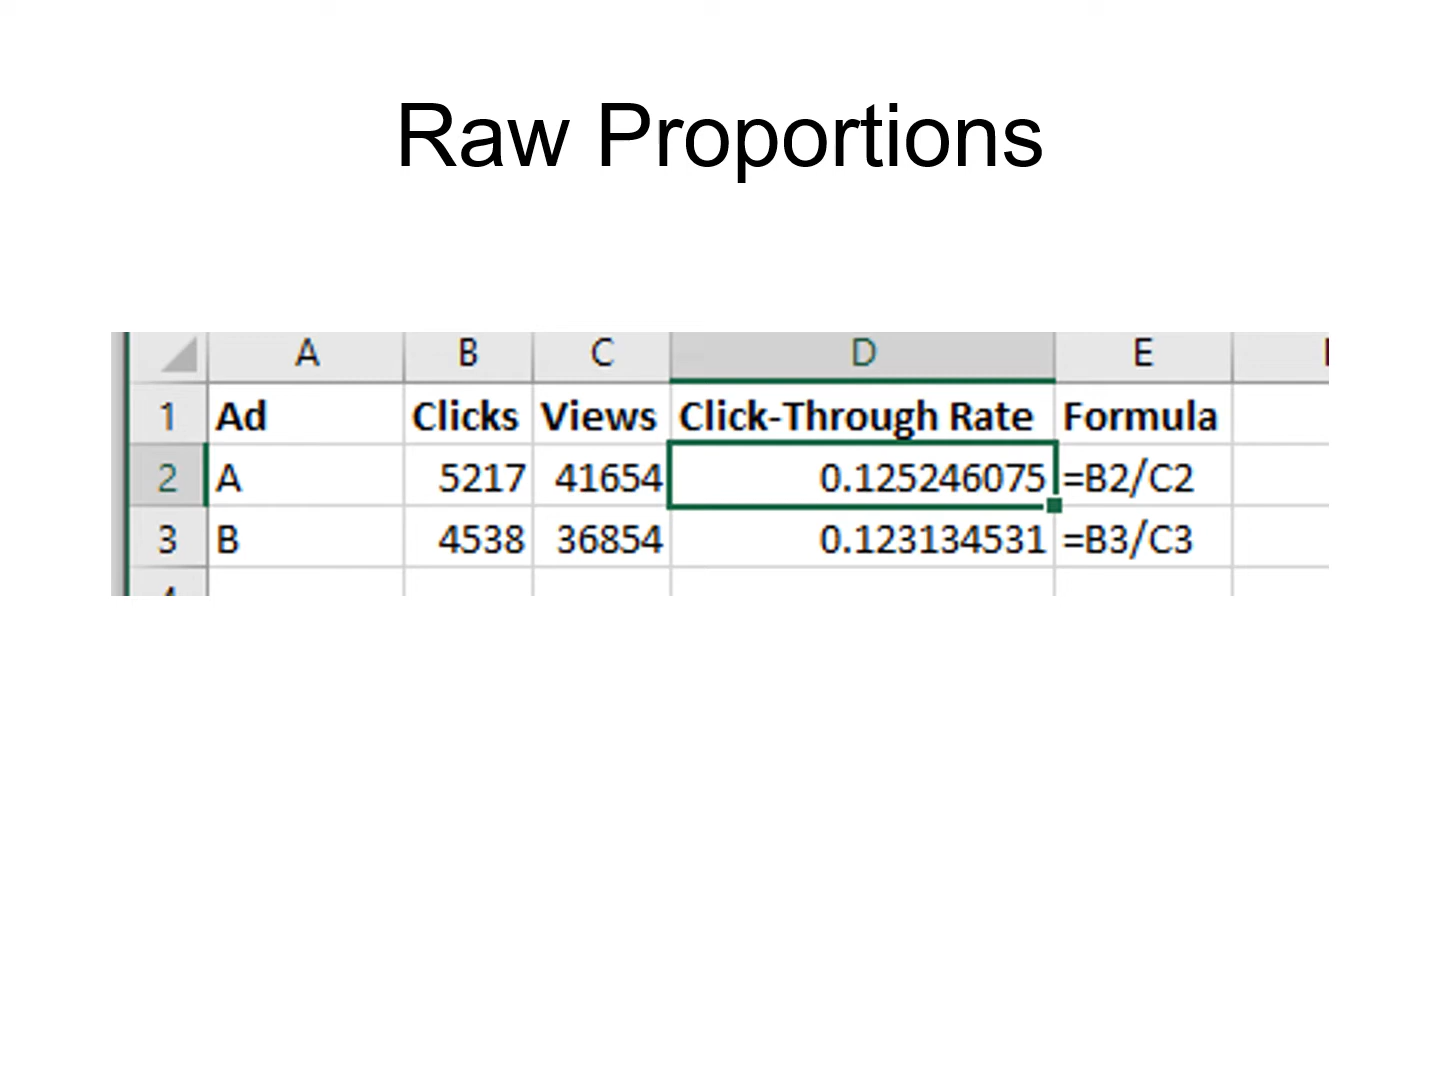 Raw Proportions
A B C D E
1 Ad Clicks Views Click-Through Rate Formula
2 A 5217 41654 0.125246075 =B2/C2
3 B 4538 36854 0.123134531 =B3/C3